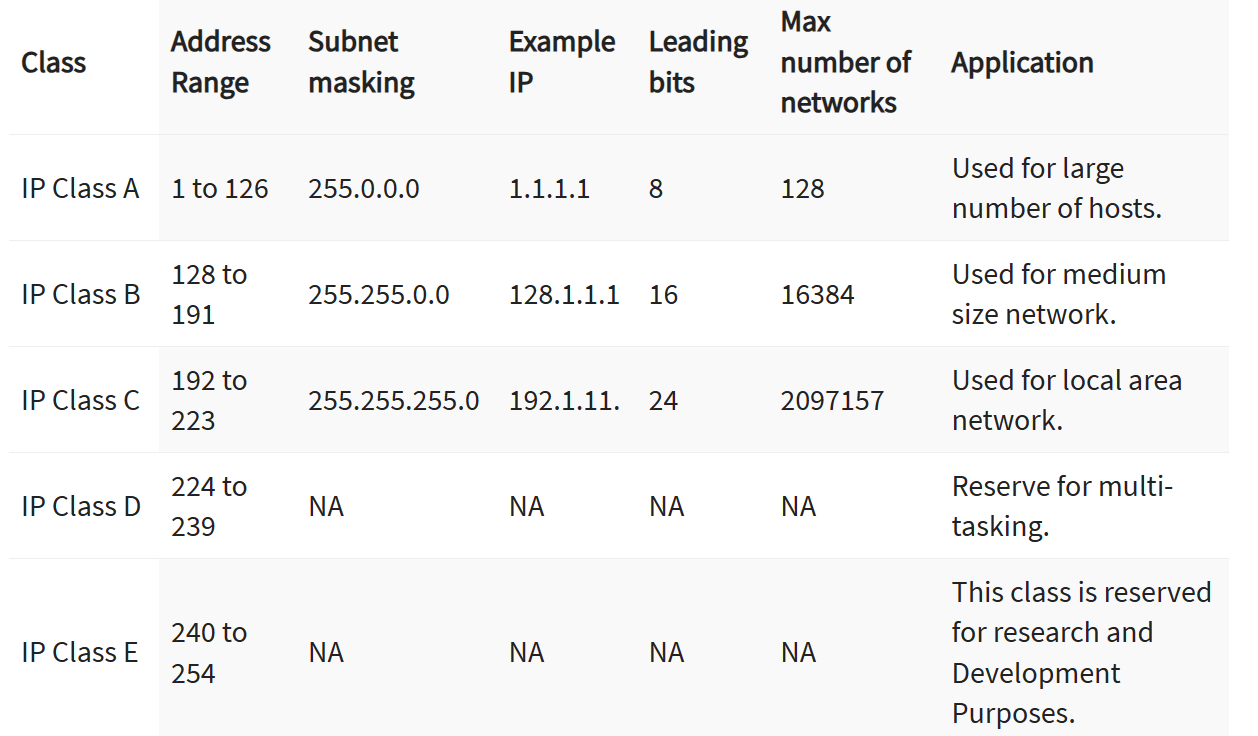 Class Address Range Subnet masking Example IP Leading bits Max number of networks Application
IP Class A 1 to 126 255.0.0.0 1.1.1.1 8 128 Used for large number of hosts.
IP Class B 128 to 191 255.255.0.0 128.1.1.1 16 16384 Used for medium size network.
IP Class C 192 to 223 255.255.255.0 192.1.11. 24 2097157 Used for local area network.
IP Class D 224 to 239 NA NA NA NA Reserve for multi-tasking.
IP Class E 240 to 254 NA NA NA NA This class is reserved for research and Development Purposes.